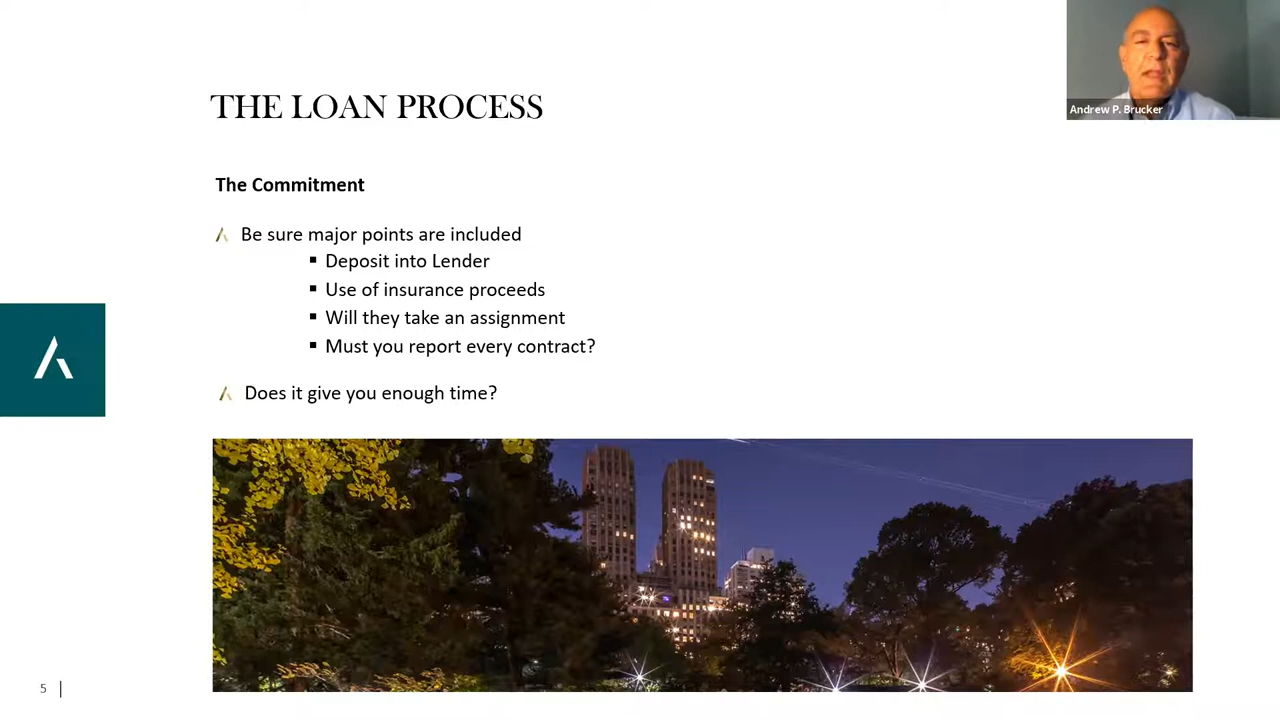 THE LOAN PROCESS
Andrew P. Brucker
The Commitment
Be sure major points are included
▪ Deposit into Lender
▪ Use of insurance proceeds
▪ Will they take an assignment
▪ Must you report every contract?
Does it give you enough time?
5